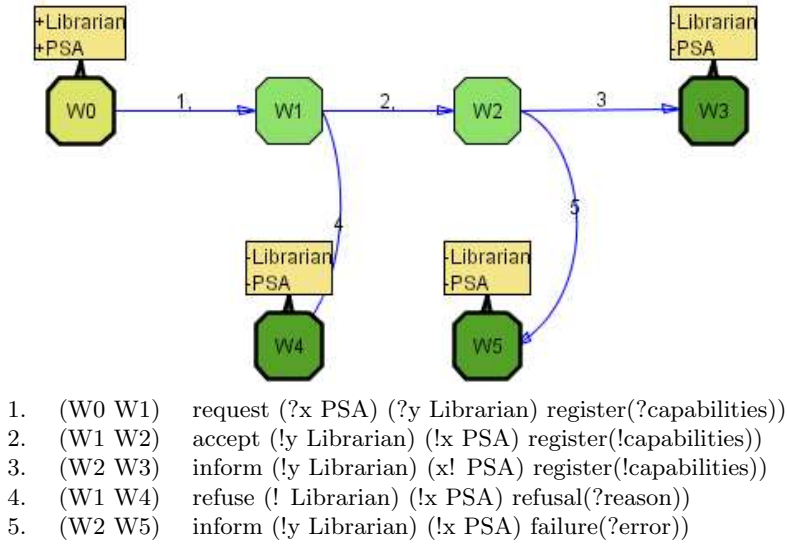 +Librarian
+PSA
-Librarian
-PSA
W0
1,
W1
2,
W2
3
W3
4
5
-Librarian
-PSA
-Librarian
-PSA
W4
W5
1. (W0 W1) request (?x PSA) (?y Librarian) register(?capabilities))
2. (W1 W2) accept (!y Librarian) (!x PSA) register(!capabilities))
3. (W2 W3) inform (!y Librarian) (x! PSA) register(!capabilities))
4. (W1 W4) refuse (! Librarian) (!x PSA) refusal(?reason))
5. (W2 W5) inform (!y Librarian) (!x PSA) failure(?error))